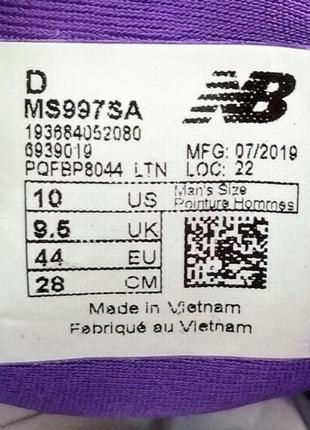 D
MS997SA
193684052080
6939019 MFG: 07/2019
PQFBP8044 LTN LOC: 22
10 US Man's Size
Pointure Hommes
9.5 UK
44 EU
28 CM
Made in Vietnam
Fabriqué au Vietnam
NB